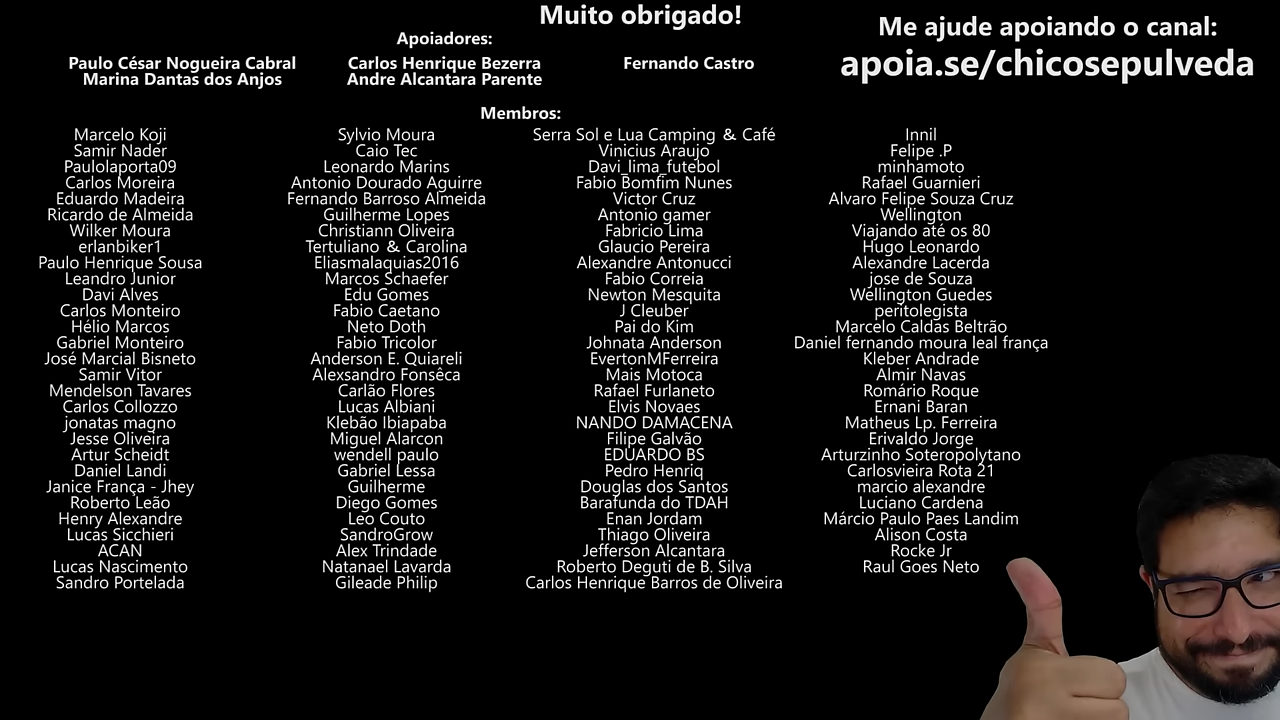 Muito obrigado!
Me ajude apoiando o canal:
apoia.se/chicosepulveda
Apoiadores:
Paulo César Nogueira Cabral
Marina Dantas dos Anjos
Carlos Henrique Bezerra
Andre Alcantara Parente
Fernando Castro
Membros:
Marcelo Koji
Samir Nader
Paulolaporta09
Carlos Moreira
Eduardo Madeira
Ricardo de Almeida
Wilker Moura
erlanbiker1
Paulo Henrique Sousa
Leandro Junior
Davi Alves
Carlos Monteiro
Hélio Marcos
Gabriel Monteiro
José Marcial Bisneto
Samir Vitor
Mendelson Tavares
Carlos Collozzo
jonatas magno
Jesse Oliveira
Artur Scheidt
Daniel Landi
Janice França - Jhey
Roberto Leão
Henry Alexandre
Lucas Sicchieri
ACAN
Lucas Nascimento
Sandro Portelada
Sylvio Moura
Caio Tec
Leonardo Marins
Antonio Dourado Aguirre
Fernando Barroso Almeida
Guilherme Lopes
Christiann Oliveira
Tertuliano & Carolina
Eliasmalaquias2016
Marcos Schaefer
Edu Gomes
Fabio Caetano
Neto Doth
Fabio Tricolor
Anderson E. Quiareli
Alexsandro Fonsêca
Carlão Flores
Lucas Albiani
Klebão Ibiapaba
Miguel Alarcon
wendell paulo
Gabriel Lessa
Guilherme
Diego Gomes
Leo Couto
SandroGrow
Alex Trindade
Natanael Lavarda
Gileade Philip
Serra Sol e Lua Camping & Café
Vinicius Araujo
Davi_lima_futebol
Fabio Bomfim Nunes
Victor Cruz
Antonio gamer
Fabricio Lima
Glaucio Pereira
Alexandre Antonucci
Fabio Correia
Newton Mesquita
J Cleuber
Pai do Kim
Johnata Anderson
EvertonMFerreira
Mais Motoca
Rafael Furlaneto
Elvis Novaes
NANDO DAMACENA
Filipe Galvão
EDUARDO BS
Pedro Henriq
Douglas dos Santos
Barafunda do TDAH
Enan Jordam
Thiago Oliveira
Jefferson Alcantara
Roberto Deguti de B. Silva
Carlos Henrique Barros de Oliveira
Innil
Felipe .P
minhamoto
Rafael Guarnieri
Alvaro Felipe Souza Cruz
Wellington
Viajando até os 80
Hugo Leonardo
Alexandre Lacerda
jose de Souza
Wellington Guedes
peritolegista
Marcelo Caldas Beltrão
Daniel fernando moura leal frança
Kleber Andrade
Almir Navas
Romário Roque
Ernani Baran
Matheus Lp. Ferreira
Erivaldo Jorge
Arturzinho Soteropolytano
Carlosvieira Rota 21
marcio alexandre
Luciano Cardena
Márcio Paulo Paes Landim
Alison Costa
Rocke Jr
Raul Goes Neto